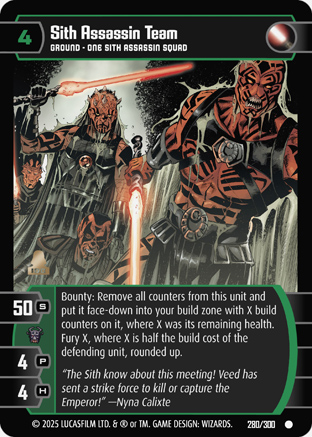 4
Sith Assassin Team
GROUND - ONE SITH ASSASSIN SQUAD
50 S
Bounty: Remove all counters from this unit and
put it face-down into your build zone with X build
counters on it, where X was its remaining health.
Fury X, where X is half the build cost of the
defending unit, rounded up.
4 P
4 H
"The Sith know about this meeting! Veed has
sent a strike force to kill or capture the
Emperor!" —Nyna Calixte
© 2025 LUCASFILM LTD. & ® or TM. GAME DESIGN: WIZARDS.
280/300